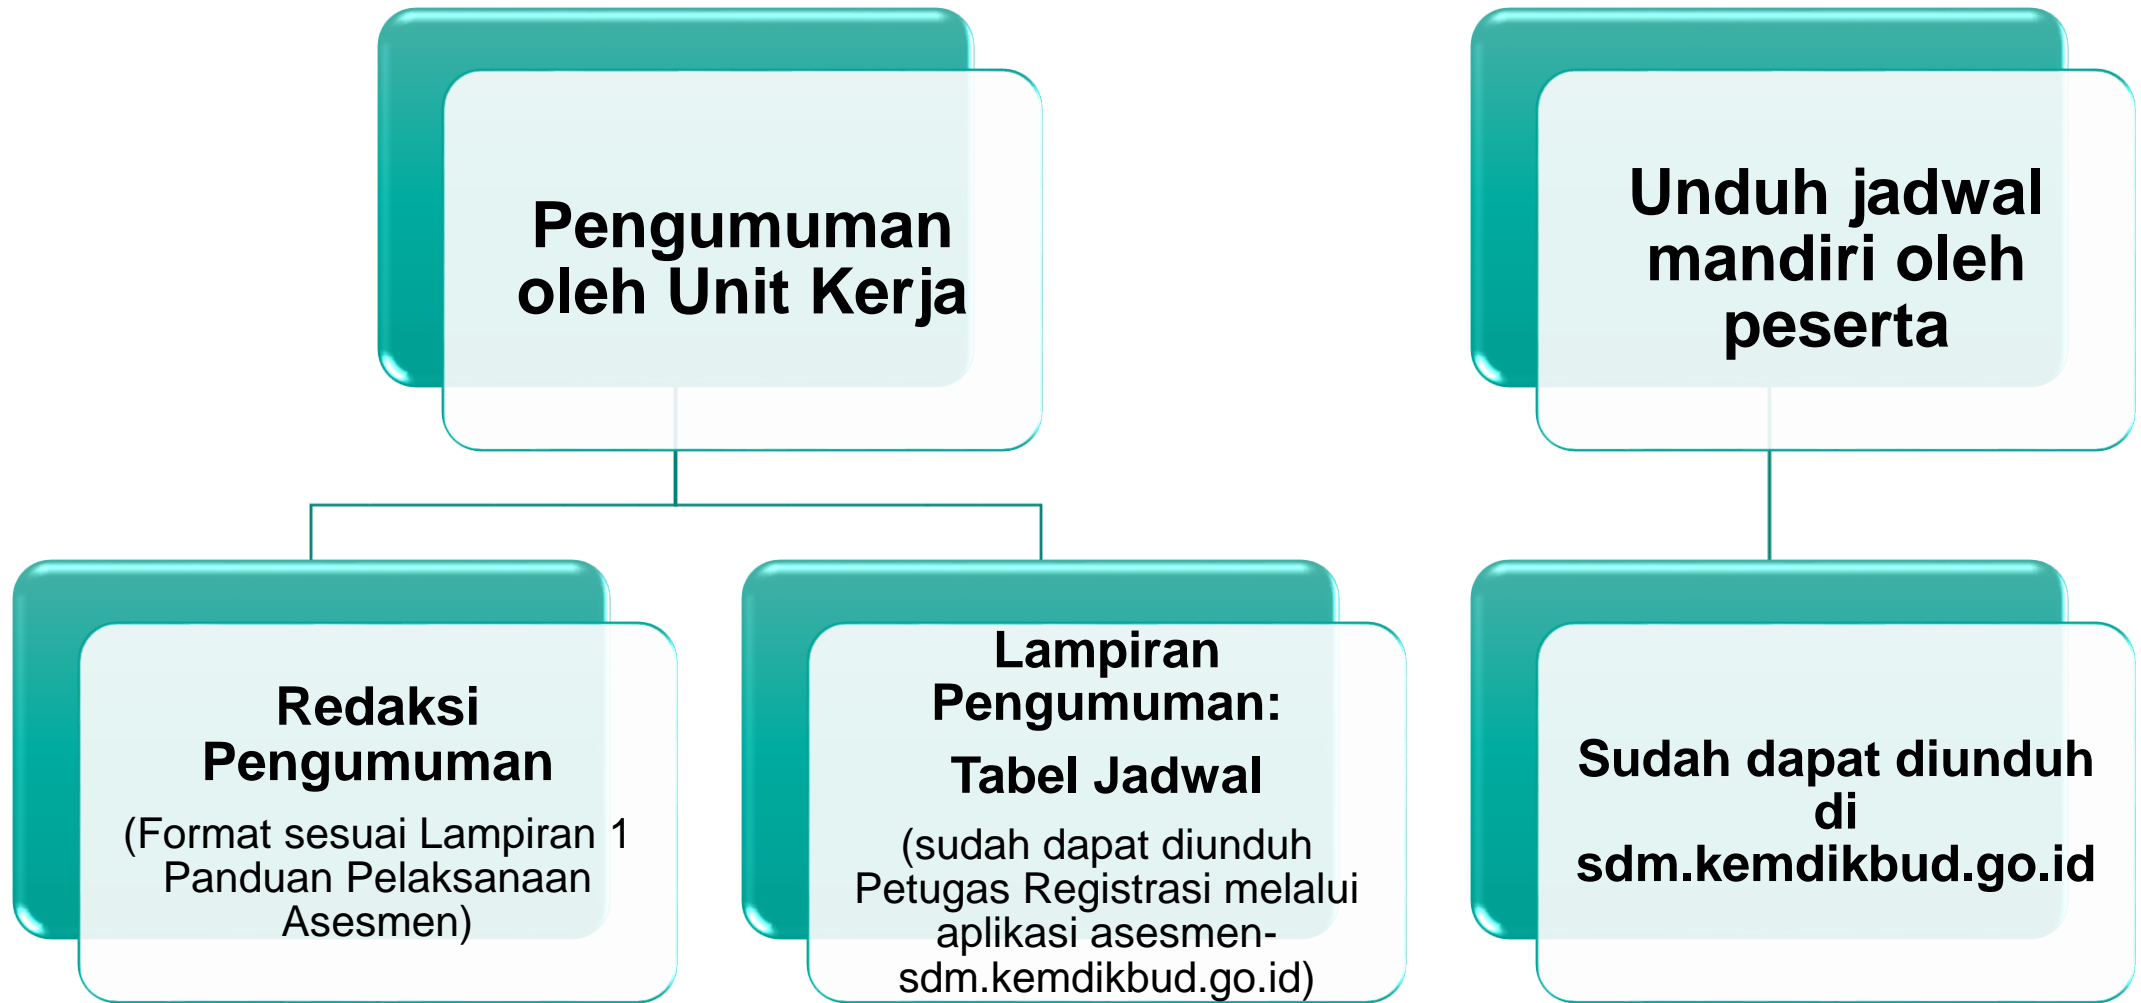 Pengumuman
oleh Unit Kerja
Unduh jadwal
mandiri oleh
peserta
Redaksi
Pengumuman
(Format sesuai Lampiran 1
Panduan Pelaksanaan
Asesmen)
Lampiran
Pengumuman:
Tabel Jadwal
(sudah dapat diunduh
Petugas Registrasi melalui
aplikasi asesmen-
sdm.kemdikbud.go.id)
Sudah dapat diunduh
di
sdm.kemdikbud.go.id